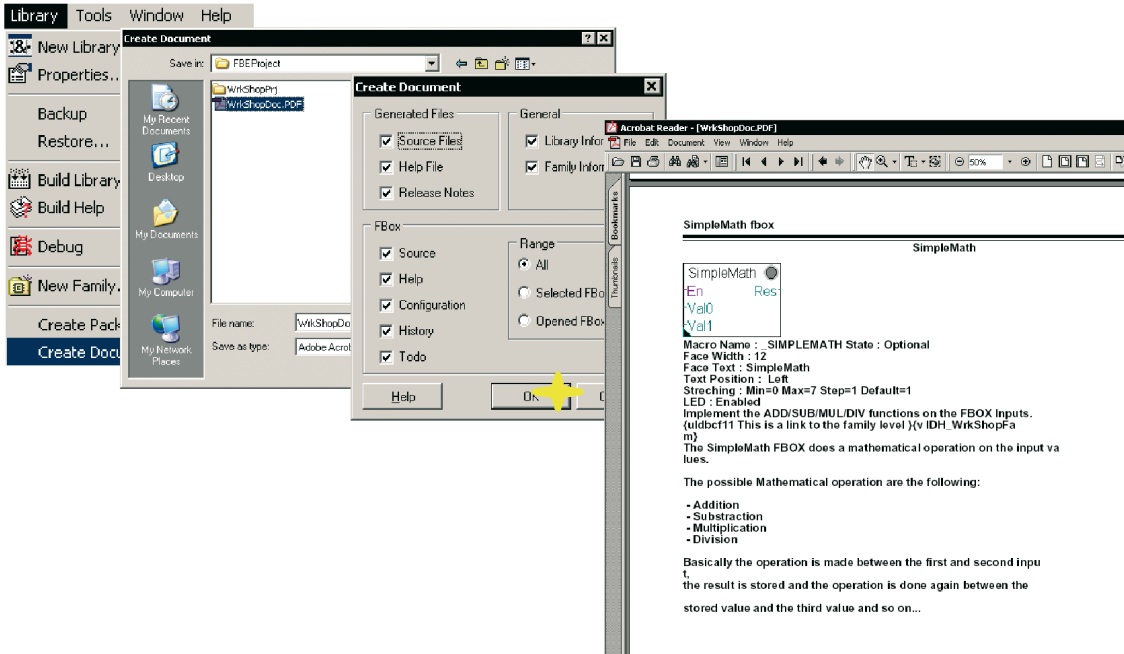 Library Tools Window Help
New Library
Properties..
Backup
Restore...
Build Library
Build Help
Debug
New Family.
Create Pack
Create Docu
Create Document
Save in:
FBEProject
My Recent
Documents
Desktop
My Documents
My Computer
My Network
Places
WrkShopPrj
WrkShopDoc.PDF
File name:
WrkShopDo
Save as type:
Adobe Acrob
Create Document
Generated Files
Source Files
Help File
Release Notes
General
Library Infor
Family Inform
FBox
Source
Help
Configuration
History
Todo
Range
All
Selected FBo
Opened FBox
Help
Acrobat Reader - [WrkShopDoc.PDF]
File Edit Document View Window Help
50%
Bookmarks
Thumbnails
SimpleMath fbox
SimpleMath
SimpleMath
En Res
Val0
Val1
Macro Name : _SIMPLEMATH State : Optional
Face Width : 12
Face Text : SimpleMath
Text Position : Left
Streching : Min=0 Max=7 Step=1 Default=1
LED : Enabled
Implement the ADD/SUB/MUL/DIV functions on the FBOX Inputs.
{uldbcf11 This is a link to the family level }{v IDH_WrkShopFa
m}
The SimpleMath FBOX does a mathematical operation on the input va
lues.
The possible Mathematical operation are the following:
- Addition
- Substraction
- Multiplication
- Division
Basically the operation is made between the first and second inpu
t,
the result is stored and the operation is done again between the
stored value and the third value and so on...